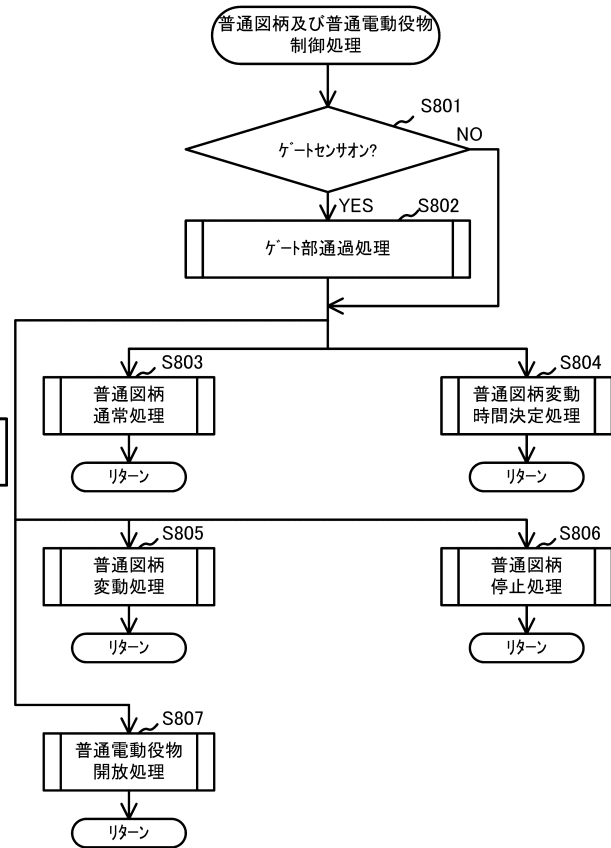 普通図柄及び普通電動役物
制御処理
S801
ｹﾞｰﾄセンサオン?
NO
YES
S802
ｹﾞｰﾄ部通過処理
S803
普通図柄
通常処理
ﾘﾀｰﾝ
S804
普通図柄変動
時間決定処理
ﾘﾀｰﾝ
S805
普通図柄
変動処理
ﾘﾀｰﾝ
S806
普通図柄
停止処理
ﾘﾀｰﾝ
S807
普通電動役物
開放処理
ﾘﾀｰﾝ